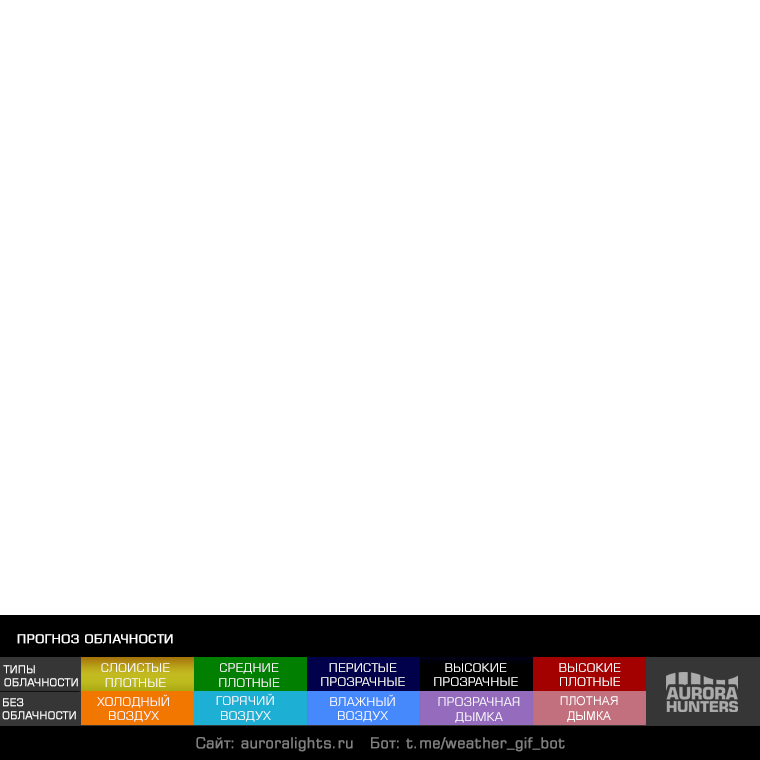 ПРОГНОЗ ОБЛАЧНОСТИ
ТИПЫ ОБЛАЧНОСТИ
СЛОИСТЫЕ ПЛОТНЫЕ
СРЕДНИЕ ПЛОТНЫЕ
ПЕРИСТЫЕ ПРОЗРАЧНЫЕ
ВЫСОКИЕ ПРОЗРАЧНЫЕ
ВЫСОКИЕ ПЛОТНЫЕ
БЕЗ ОБЛАЧНОСТИ
ХОЛОДНЫЙ ВОЗДУХ
ГОРЯЧИЙ ВОЗДУХ
ВЛАЖНЫЙ ВОЗДУХ
ПРОЗРАЧНАЯ ДЫМКА
ПЛОТНАЯ ДЫМКА
AURORA
HUNTERS
Сайт: auroralights.ru Бот: t.me/weather_gif_bot